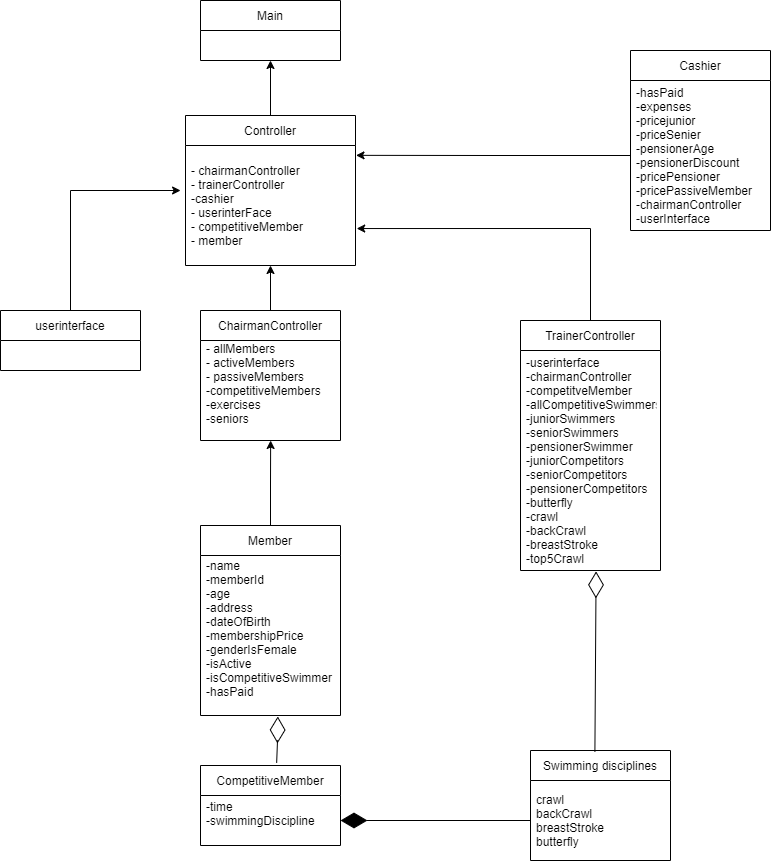 Main
Cashier
-hasPaid
-expenses
-pricejunior
-priceSenier
-pensionerAge
-pensionerDiscount
-pricePensioner
-pricePassiveMember
-chairmanController
-userInterface
Controller
- chairmanController
- trainerController
-cashier
- userinterFace
- competitiveMember
- member
userinterface
ChairmanController
- allMembers
- activeMembers
- passiveMembers
-competitiveMembers
-exercises
-seniors
TrainerController
-userinterface
-chairmanController
-competitveMember
-allCompetitiveSwimmers
-juniorSwimmers
-seniorSwimmers
-pensionerSwimmer
-juniorCompetitors
-seniorCompetitors
-pensionerCompetitors
-butterfly
-crawl
-backCrawl
-breastStroke
-top5Crawl
Member
-name
-memberId
-age
-address
-dateOfBirth
-membershipPrice
-genderIsFemale
-isActive
-isCompetitiveSwimmer
-hasPaid
CompetitiveMember
-time
-swimmingDiscipline
Swimming disciplines
crawl
backCrawl
breastStroke
butterfly